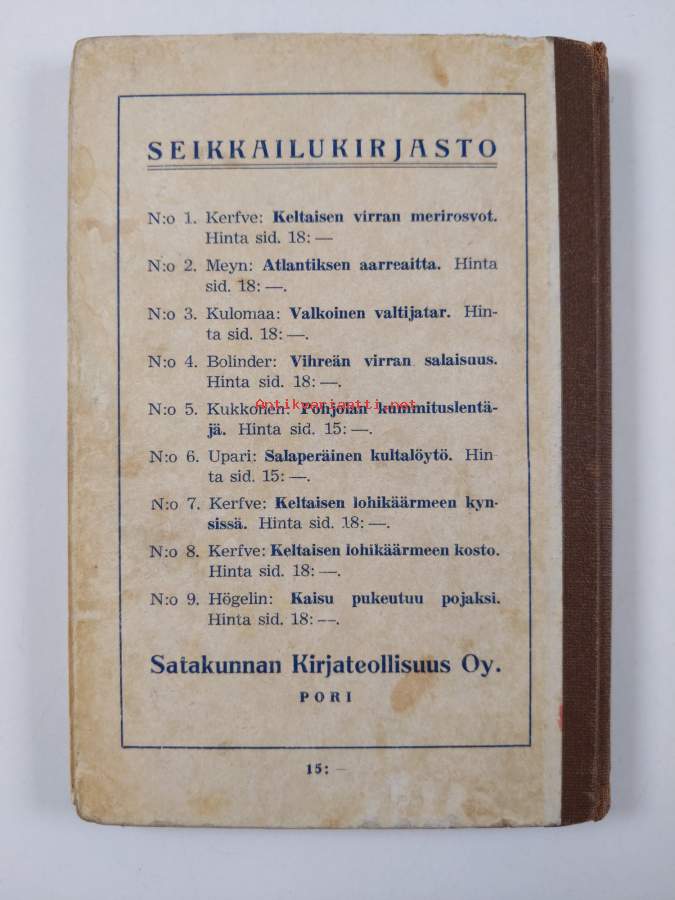 SEIKKAILUKIRJASTO
N:o 1. Kerfve: Keltaisen virran merirosvot.
Hinta sid. 18: —
N:o 2. Meyn: Atlantiksen aarreaitta. Hinta
sid. 18: —.
N:o 3. Kulomaa: Valkoinen valtijatar. Hin-
ta sid. 18: —.
N:o 4. Bolinder: Vihreän virran salaisuus.
Hinta sid. 18: —.
Antikvariaatti.net
N:o 5. Kukkonen: Pohjolan kummituslentä-
jä. Hinta sid. 15: —.
N:o 6. Upari: Salaperäinen kultalöytö. Hin
ta sid. 15: —.
N:o 7. Kerfve: Keltaisen lohikäärmeen kyn-
sissä. Hinta sid. 18: —.
N:o 8. Kerfve: Keltaisen lohikäärmeen kosto.
Hinta sid. 18: —.
N:o 9. Högelin: Kaisu pukeutuu pojaksi.
Hinta sid. 18: —.
Satakunnan Kirjateollisuus Oy.
PORI
15: —